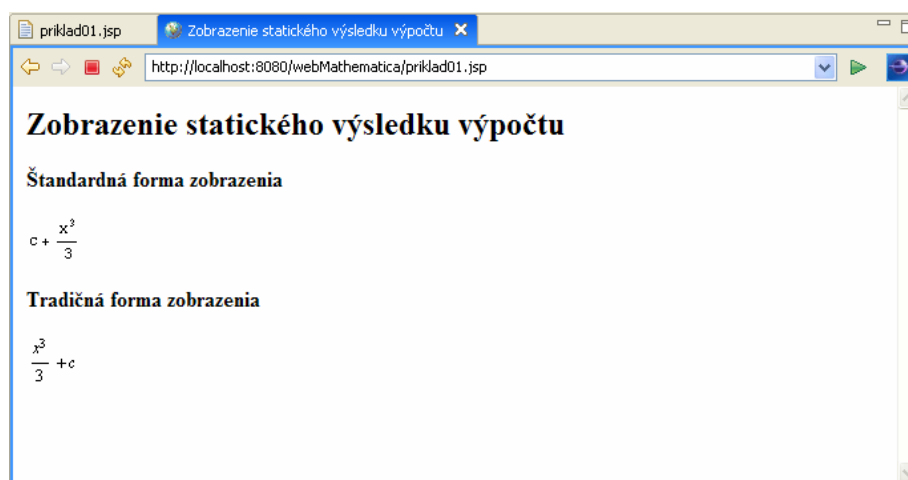 priklad01.jsp
Zobrazenie statického výsledku výpočtu
http://localhost:8080/webMathematica/priklad01.jsp
Zobrazenie statického výsledku výpočtu
Štandardná forma zobrazenia
c + x³/3
Tradičná forma zobrazenia
x³/3 + c